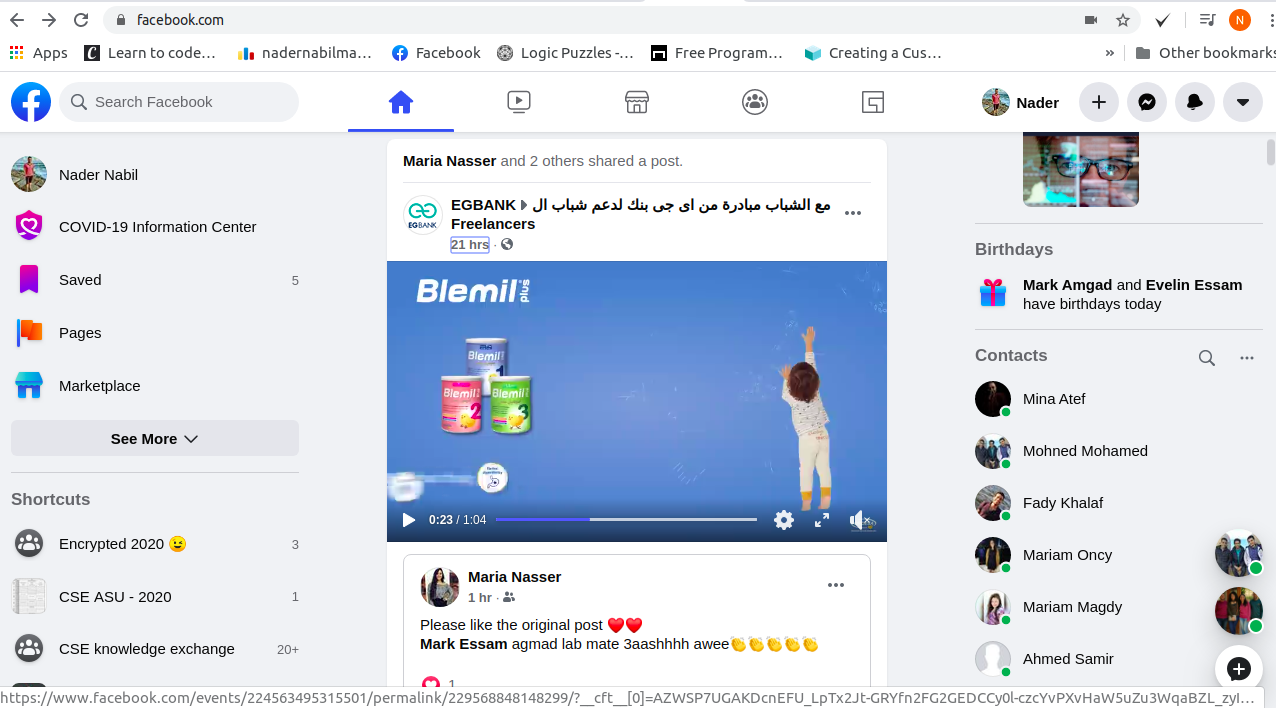 facebook.com
N
Apps
Learn to code…
nadernabilma…
Facebook
Logic Puzzles -…
Free Program…
Creating a Cus…
»
Other bookmarks
Search Facebook
Nader
Nader Nabil
COVID-19 Information Center
Saved
5
Pages
Marketplace
See More
Shortcuts
Encrypted 2020 😉
3
CSE ASU - 2020
1
CSE knowledge exchange
20+
Maria Nasser and 2 others shared a post.
EGBANK
EGBANK مع الشباب مبادرة من اى جى بنك لدعم شباب ال
Freelancers
21 hrs ·
Blemil plus
Blemil
1
Blemil
2
Blemil
3
0:23 / 1:04
Maria Nasser
1 hr ·
Please like the original post ❤️❤️
Mark Essam agmad lab mate 3aashhhh awee👏👏👏👏👏
1
Birthdays
Mark Amgad and Evelin Essam
have birthdays today
Contacts
Mina Atef
Mohned Mohamed
Fady Khalaf
Mariam Oncy
Mariam Magdy
Ahmed Samir
https://www.facebook.com/events/224563495315501/permalink/229568848148299/?__cft__[0]=AZWSP7UGAKDcnEFU_LpTx2Jt-GRYfn2FG2GEDCCy0l-czcYvPXvHaW5uZu3WqaBZL_zyI…